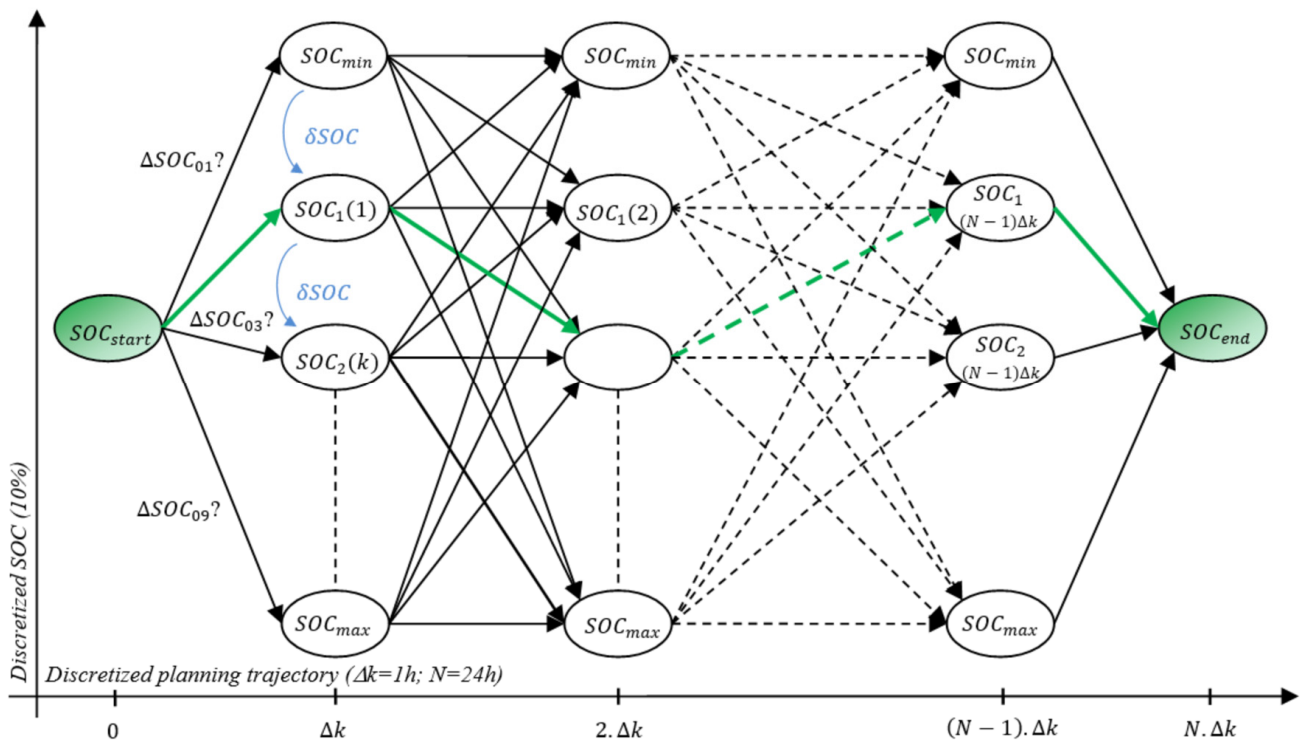 SOC_min
SOC_min
SOC_min
δSOC
ΔSOC_01?
SOC_1(1)
SOC_1(2)
SOC_1
(N−1)Δk
δSOC
ΔSOC_03?
SOC_start
SOC_2(k)
SOC_2
(N−1)Δk
SOC_end
ΔSOC_09?
SOC_max
SOC_max
SOC_max
Discretized SOC (10%)
Discretized planning trajectory (Δk=1h; N=24h)
0
Δk
2.Δk
(N−1).Δk
N.Δk